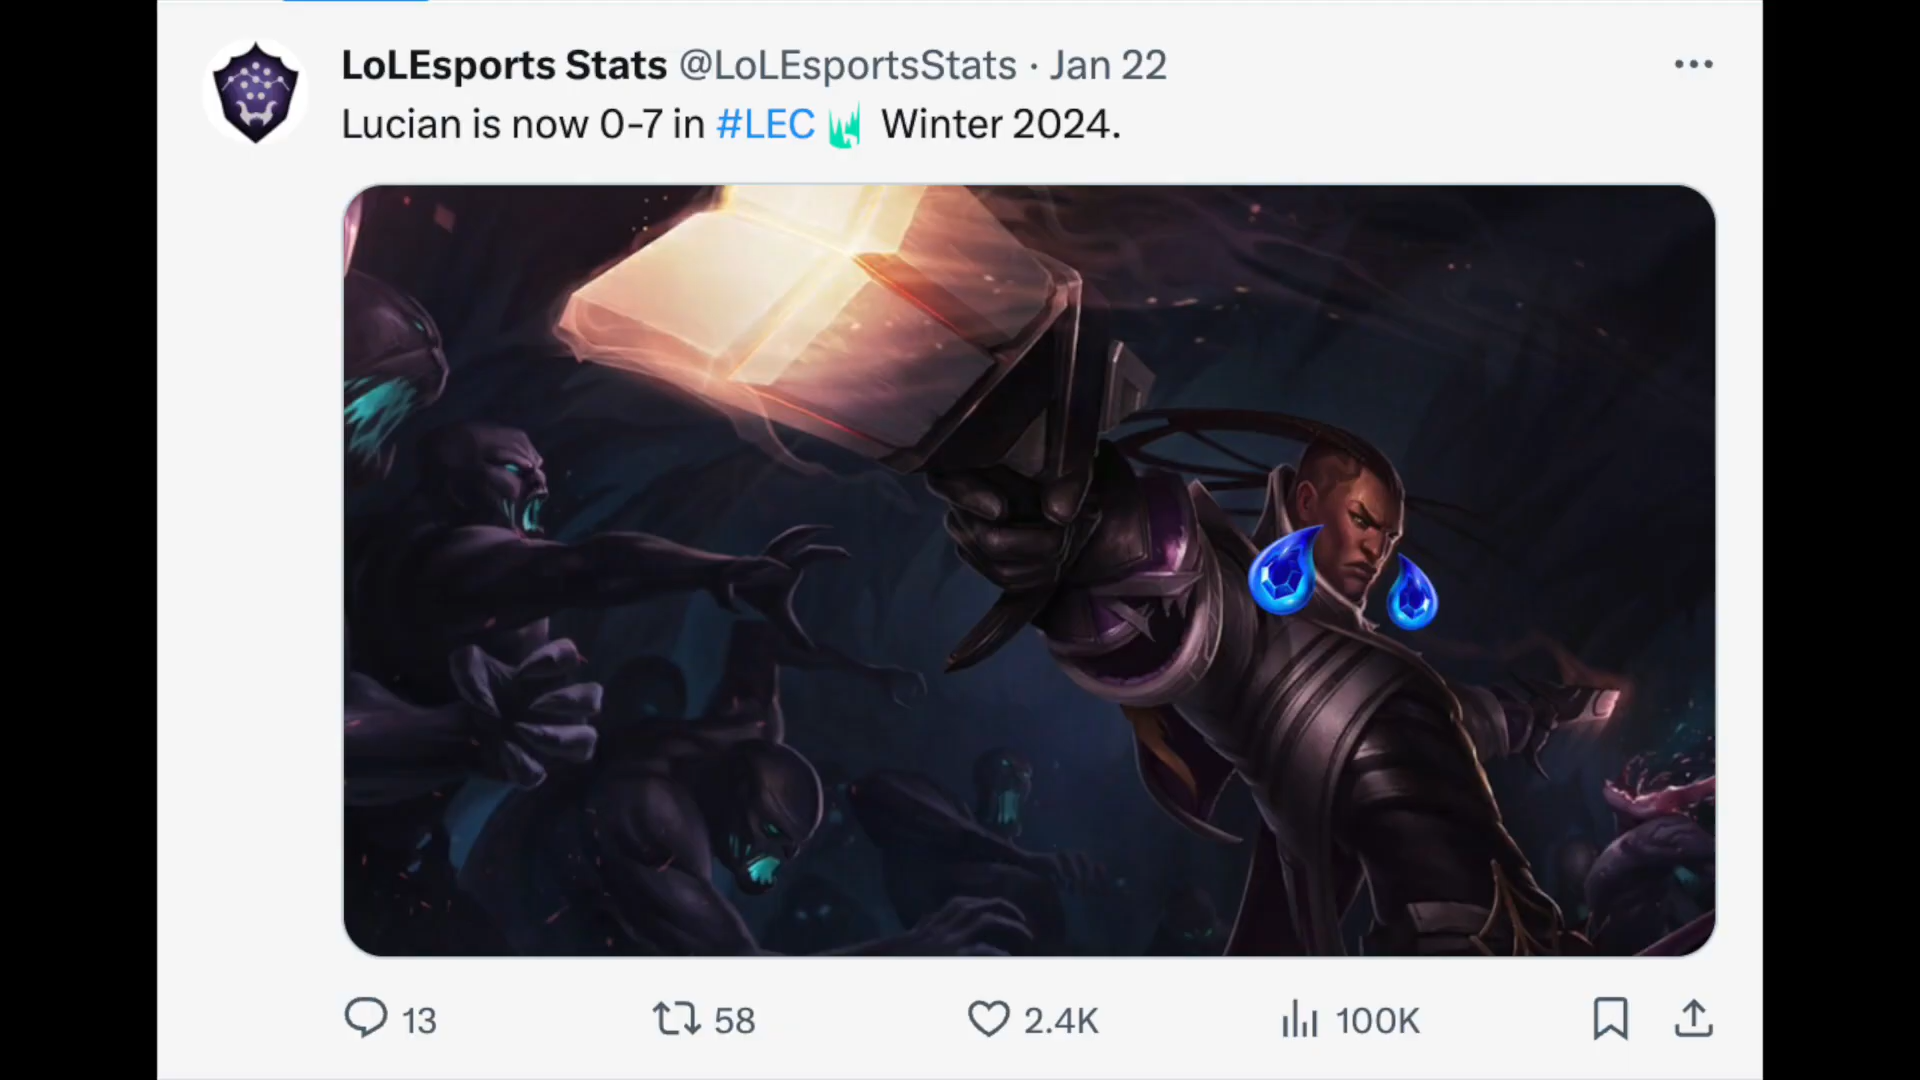 LoLEsports Stats @LoLEsportsStats · Jan 22
Lucian is now 0-7 in #LEC Winter 2024.
13 58 2.4K 100K